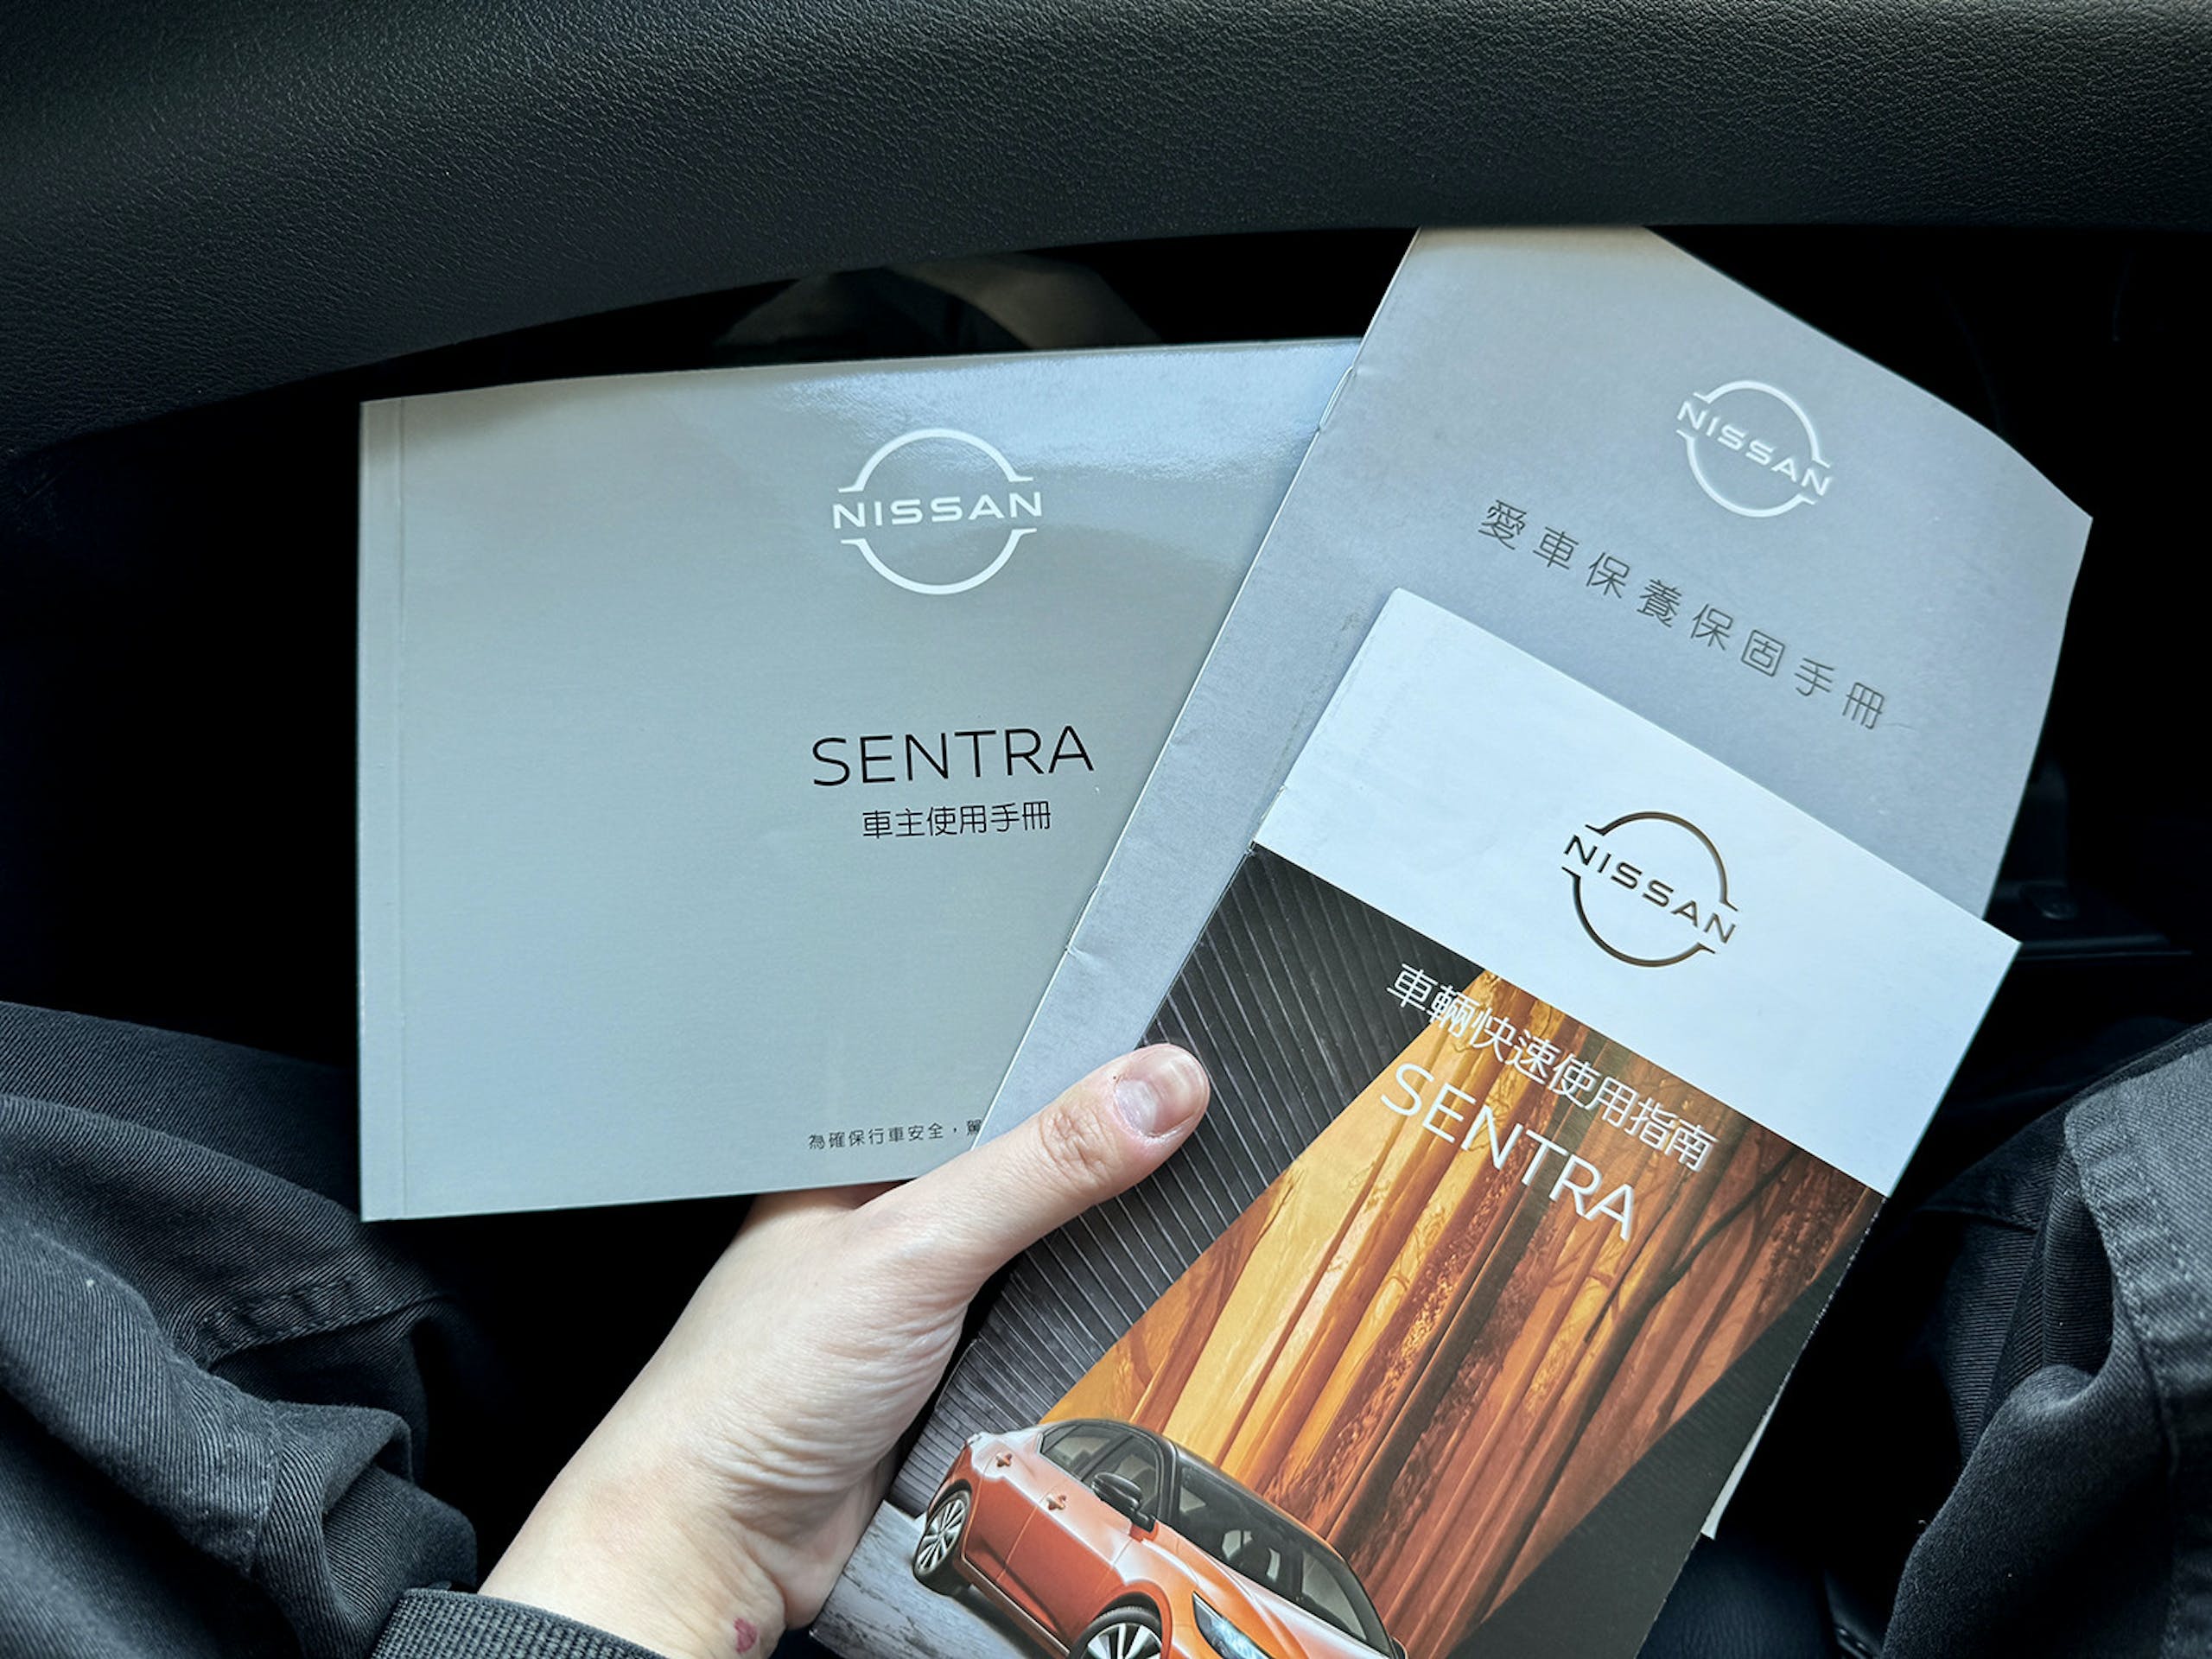 NISSAN
SENTRA
車主使用手冊
為確保行車安全，駕
NISSAN
愛車保養保固手冊
NISSAN
車輛快速使用指南
SENTRA